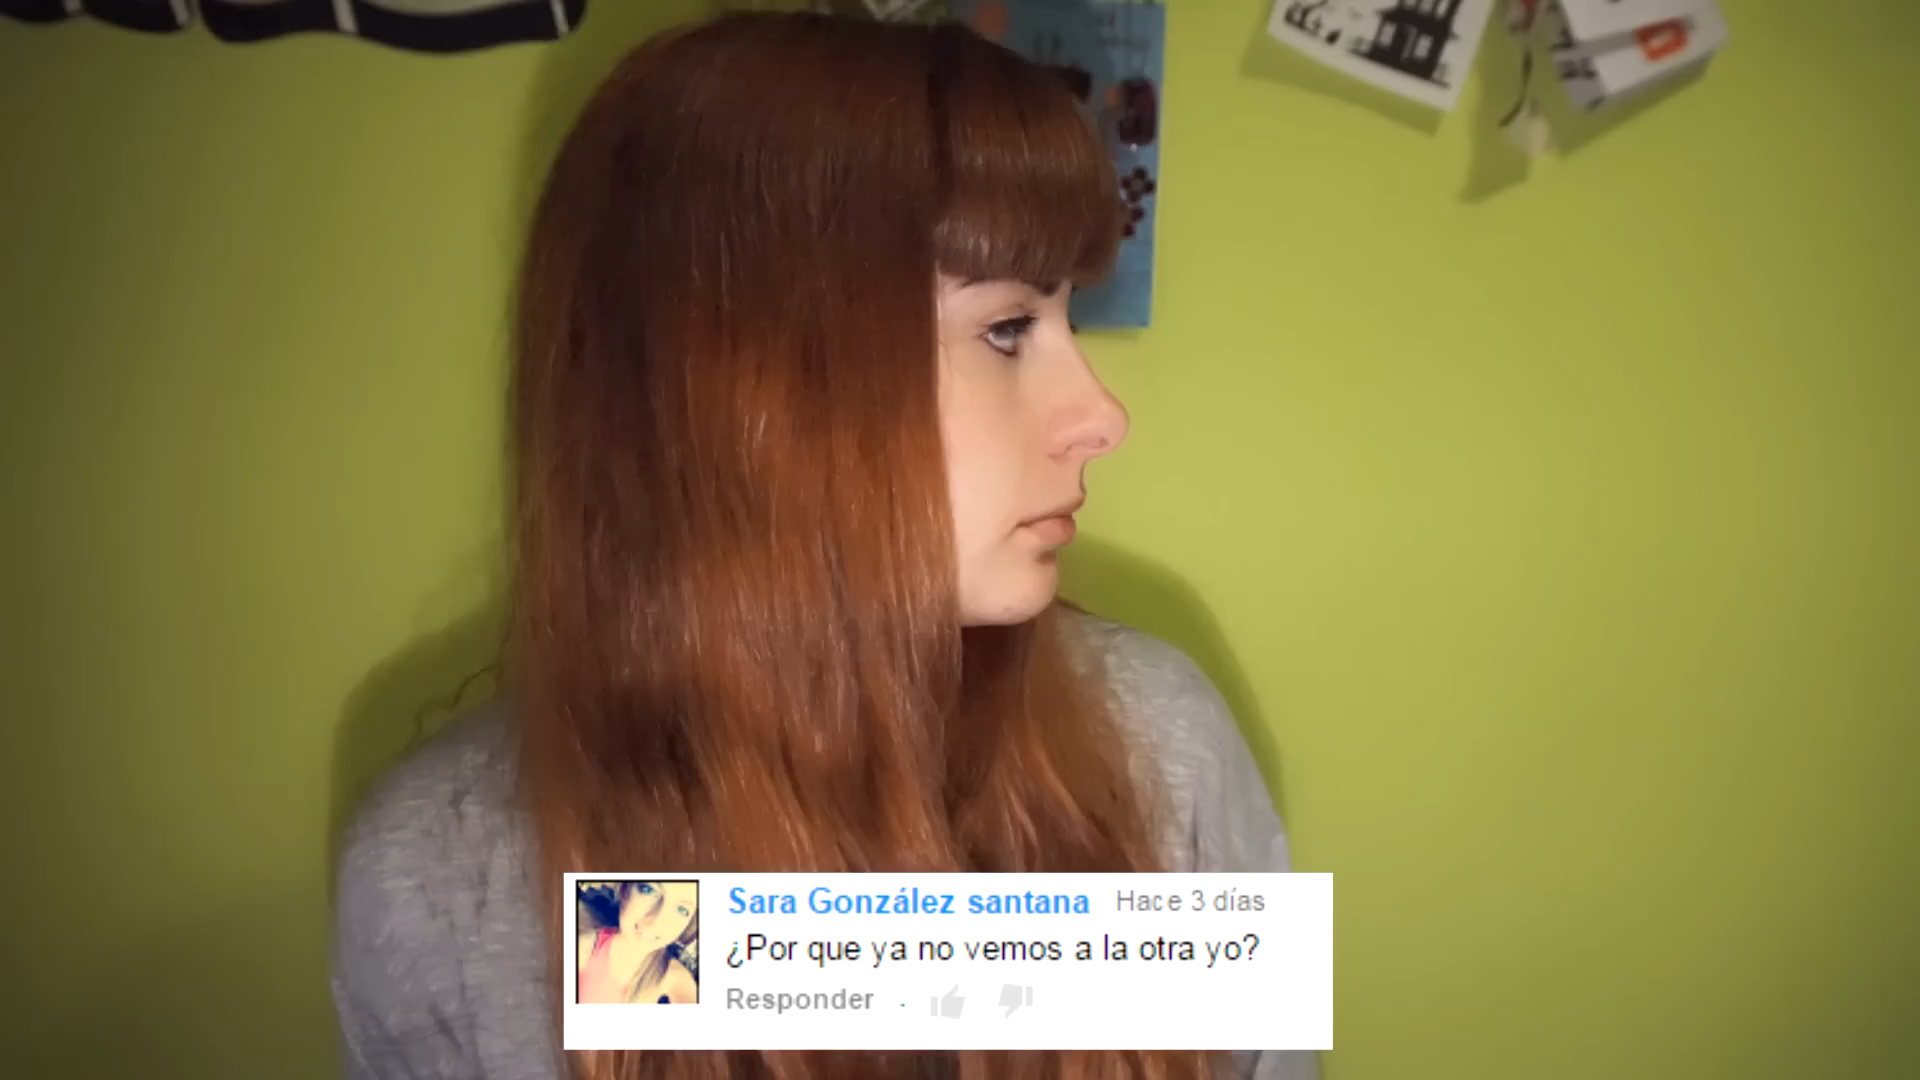 Sara González santana Hace 3 días
¿Por que ya no vemos a la otra yo?
Responder